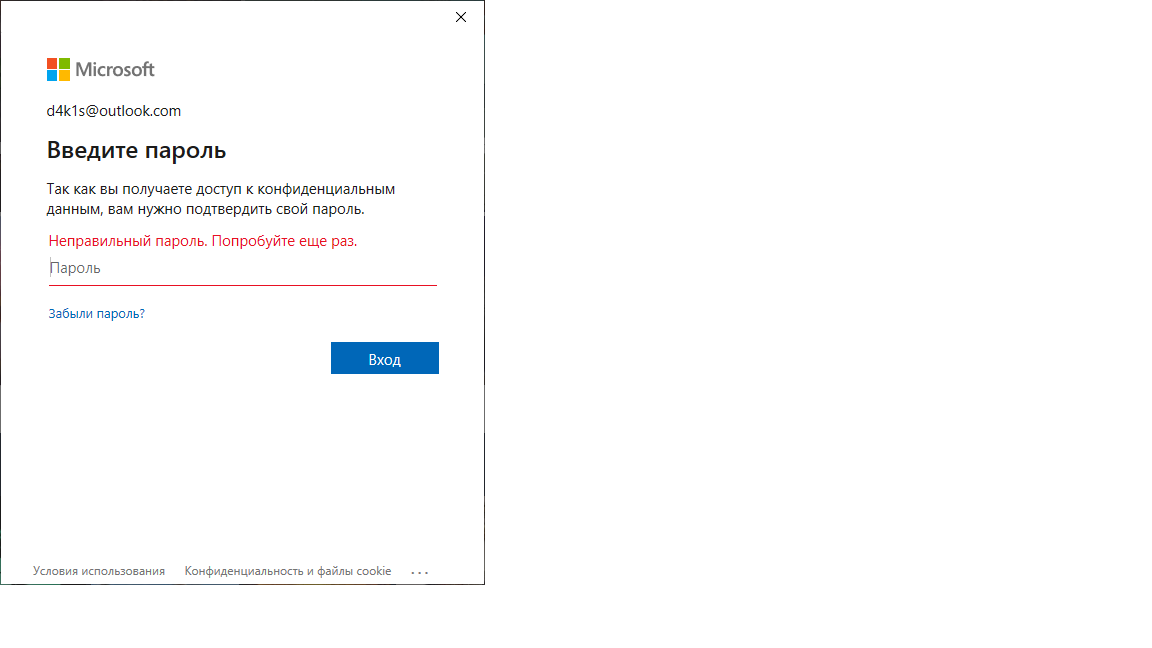 Microsoft
d4k1s@outlook.com
Введите пароль
Так как вы получаете доступ к конфиденциальным
данным, вам нужно подтвердить свой пароль.
Неправильный пароль. Попробуйте еще раз.
Пароль
Забыли пароль?
Вход
Условия использования Конфиденциальность и файлы cookie ...